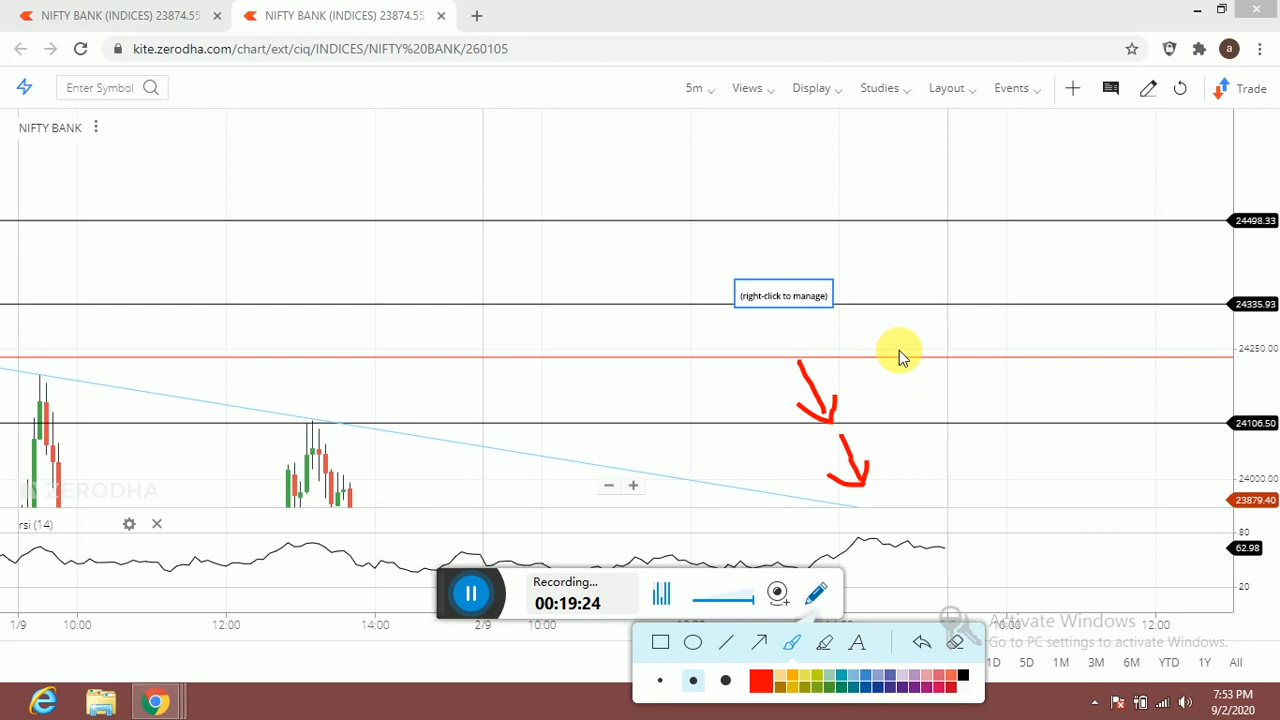 NIFTY BANK (INDICES) 23874.55
NIFTY BANK (INDICES) 23874.55
kite.zerodha.com/chart/ext/ciq/INDICES/NIFTY%20BANK/260105
a
Enter Symbol
5m
Views
Display
Studies
Layout
Events
Trade
NIFTY BANK
24498.33
(right-click to manage)
24335.93
24250.00
24106.50
24000.00
ZERODHA
23879.40
rsi (14)
80
62.98
20
Recording...
00:19:24
1/9
10:00
12:00
14:00
2/9
10:00
12:00
Activate Windows
Go to PC settings to activate Windows.
A
1D
5D
1M
3M
6M
YTD
1Y
All
7:53 PM
9/2/2020